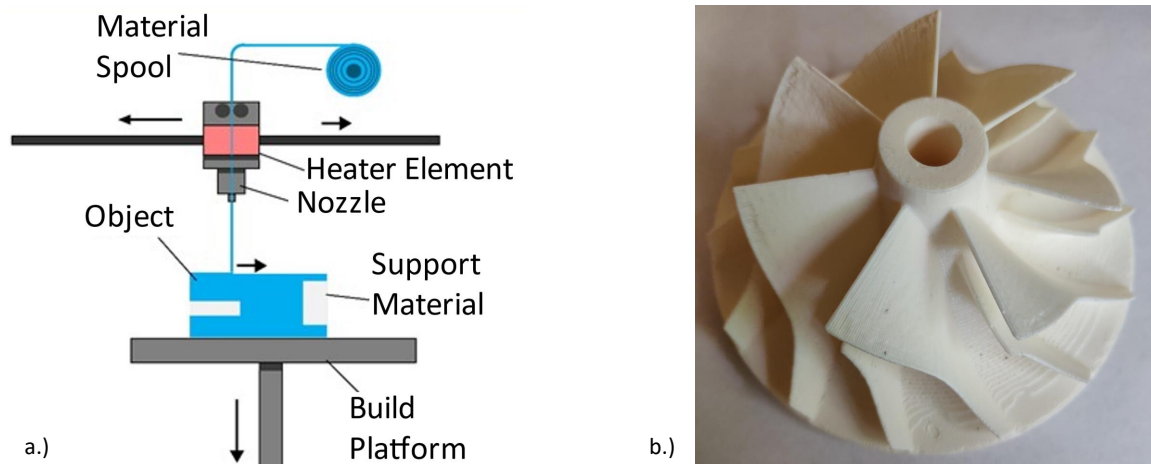 Material
Spool
Heater Element
Nozzle
Object
Support
Material
Build
Platform
a.)
b.)